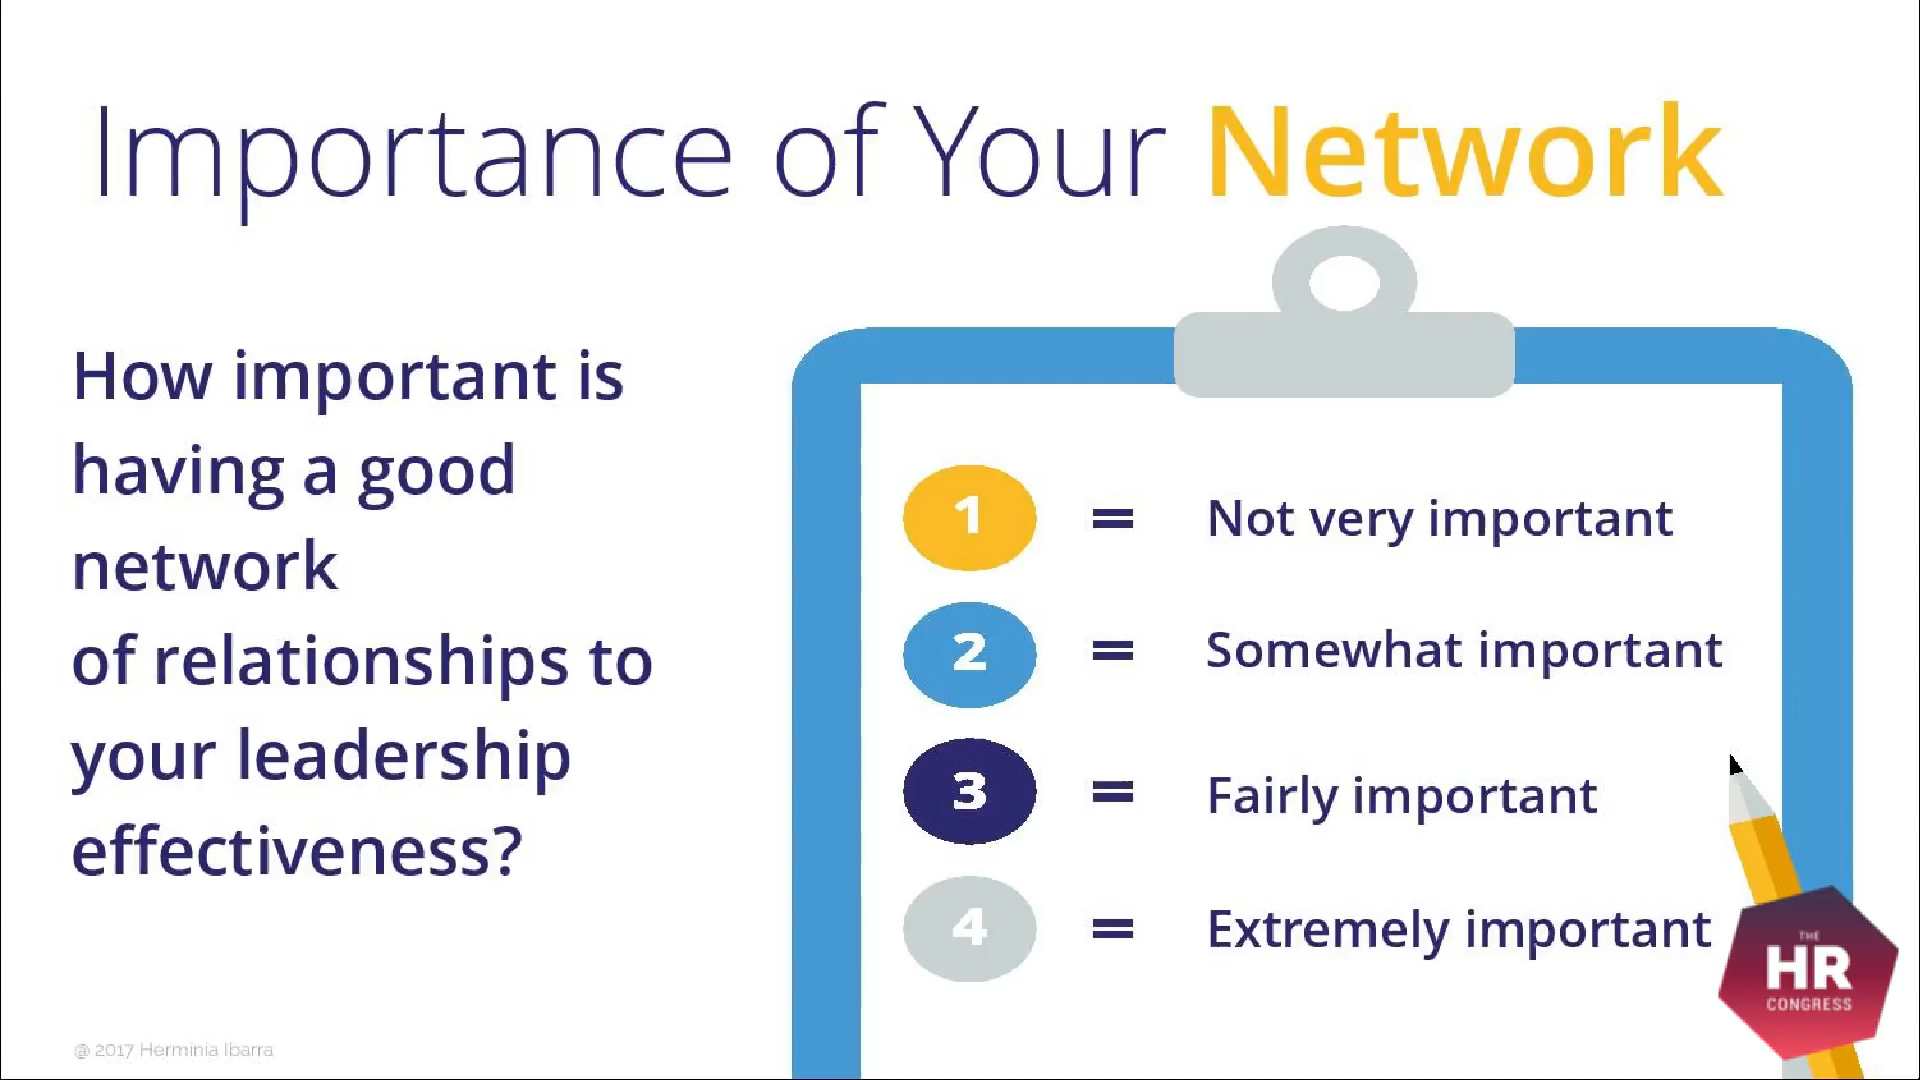 Importance of Your Network
How important is
having a good
network
of relationships to
your leadership
effectiveness?
1 = Not very important
2 = Somewhat important
3 = Fairly important
4 = Extremely important
THE
HR
CONGRESS
@ 2017 Herminia Ibarra